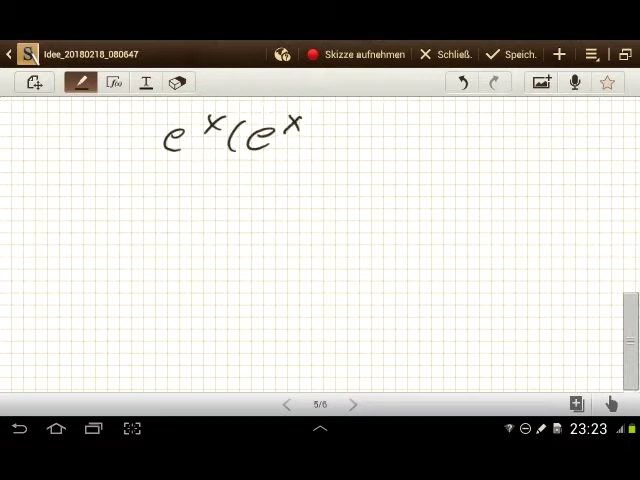 Idee_20180218_080647 Skizze aufnehmen Schließ. Speich.
f(x) T
e^x(e^x
5/6
23:23